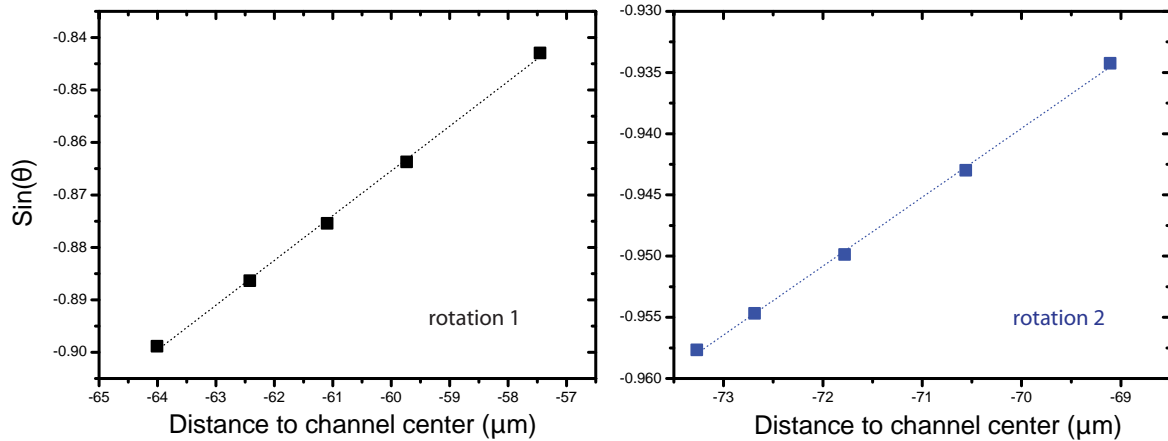 Sin(θ)
-0.84
-0.85
-0.86
-0.87
-0.88
-0.89
-0.90
rotation 1
-65 -64 -63 -62 -61 -60 -59 -58 -57
Distance to channel center (µm)
-0.930
-0.935
-0.940
-0.945
-0.950
-0.955
-0.960
rotation 2
-73 -72 -71 -70 -69
Distance to channel center (µm)